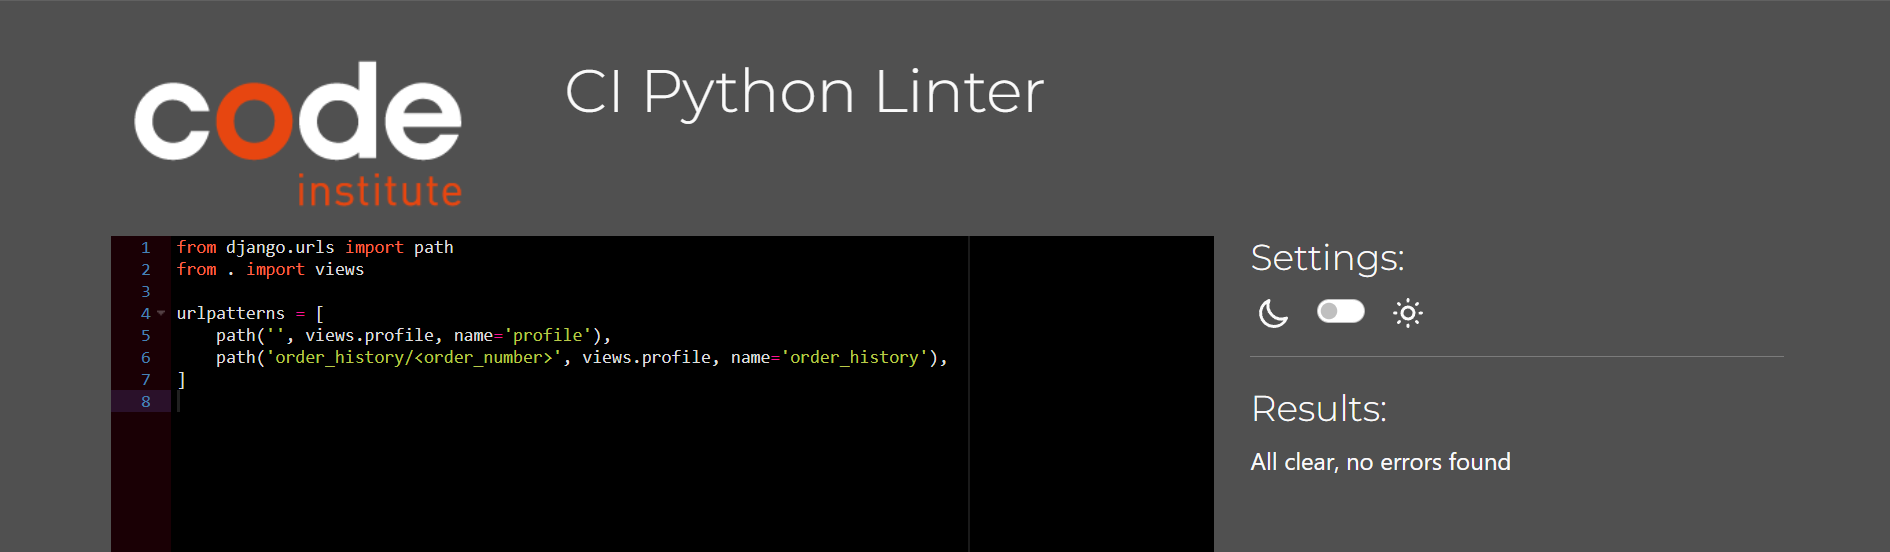 code
institute
CI Python Linter
1 from django.urls import path
2 from . import views
3
4 urlpatterns = [
5     path('', views.profile, name='profile'),
6     path('order_history/<order_number>', views.profile, name='order_history'),
7 ]
8
Settings:
Results:
All clear, no errors found